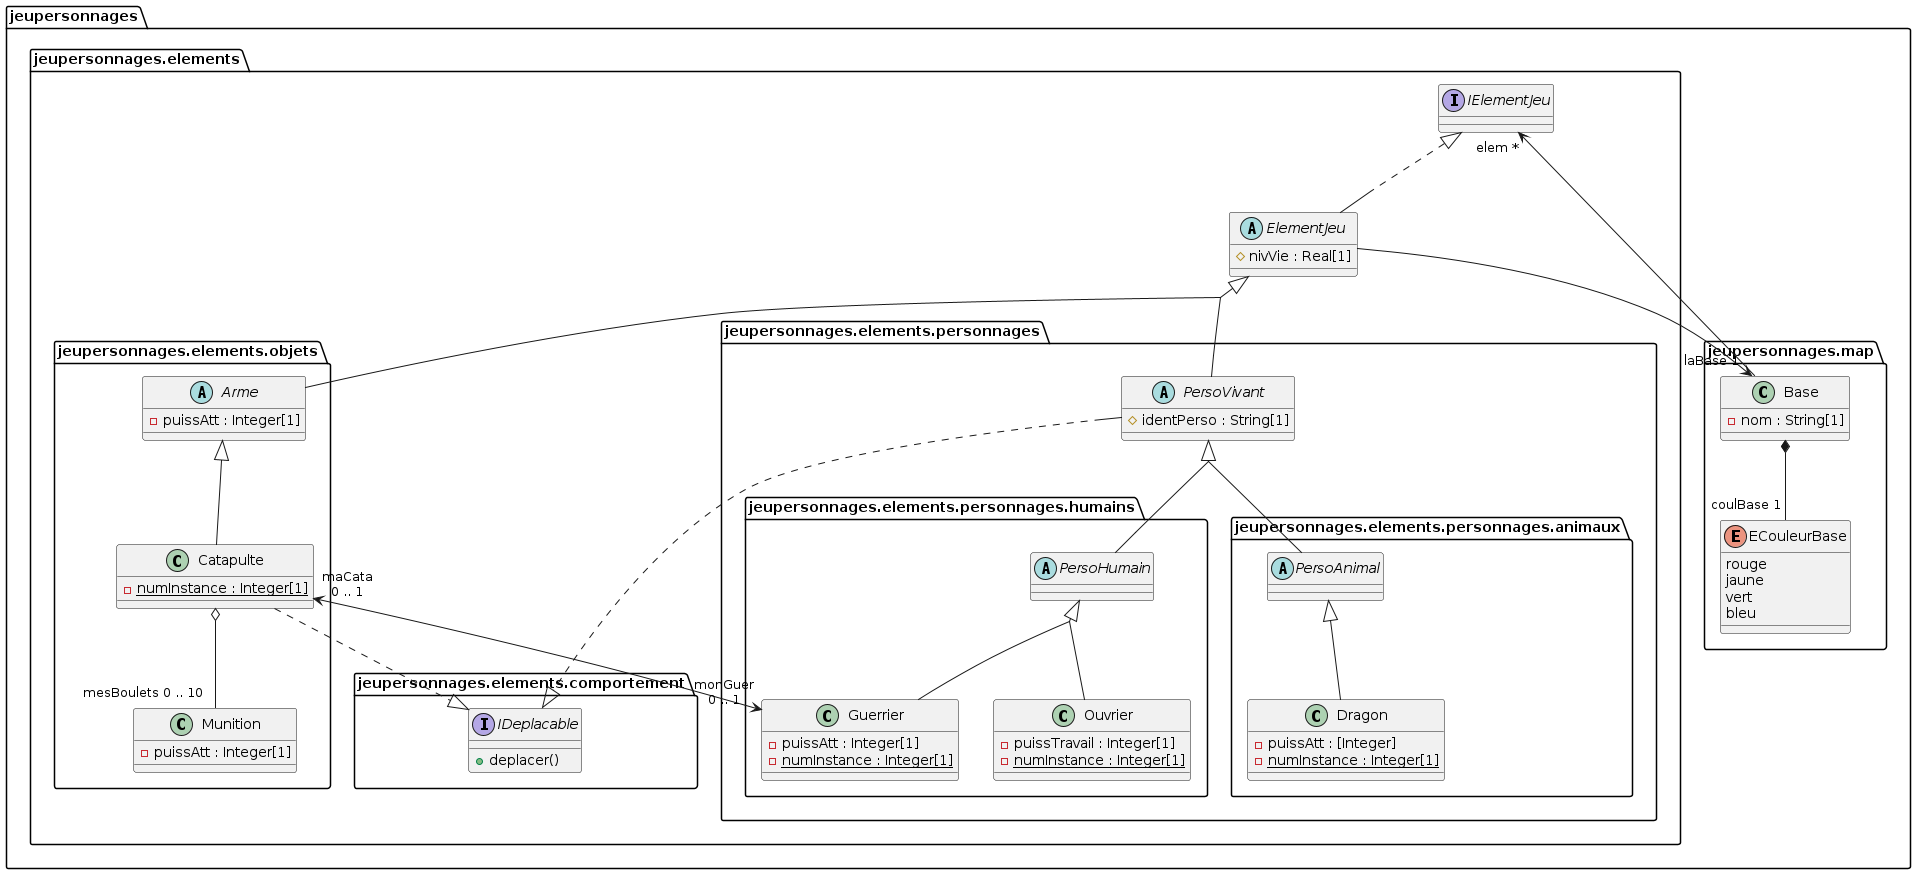 jeupersonnages
jeupersonnages.elements
IElementJeu
elem *
ElementJeu
nivVie : Real[1]
jeupersonnages.elements.personnages
jeupersonnages.elements.objets
jeupersonnages.map
laBase 1
Arme
puissAtt : Integer[1]
PersoVivant
identPerso : String[1]
Base
nom : String[1]
jeupersonnages.elements.personnages.humains
jeupersonnages.elements.personnages.animaux
coulBase 1
ECouleurBase
rouge
jaune
vert
bleu
Catapulte
numInstance : Integer[1]
maCata
0 .. 1
PersoHumain
PersoAnimal
jeupersonnages.elements.comportement
monGuer
0 .. 1
mesBoulets 0 .. 10
Munition
puissAtt : Integer[1]
IDeplacable
deplacer()
Guerrier
puissAtt : Integer[1]
numInstance : Integer[1]
Ouvrier
puissTravail : Integer[1]
numInstance : Integer[1]
Dragon
puissAtt : [Integer]
numInstance : Integer[1]